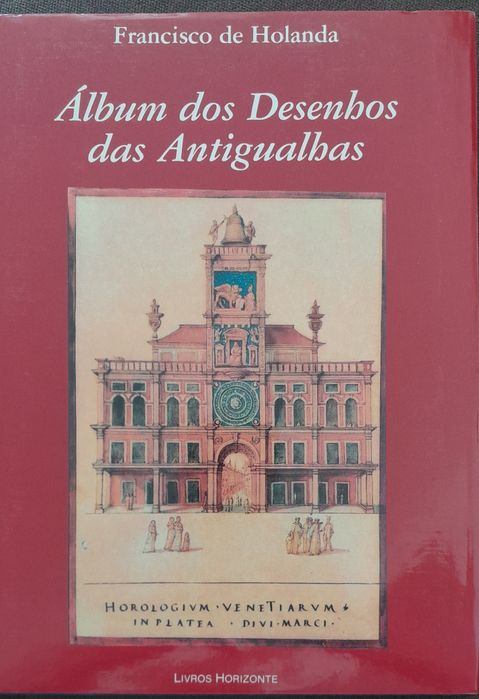 Francisco de Holanda
Álbum dos Desenhos
das Antigualhas
HOROLOGIVM · VENETIARVM
IN PLATEA · DIVI · MARCI ·
LIVROS HORIZONTE